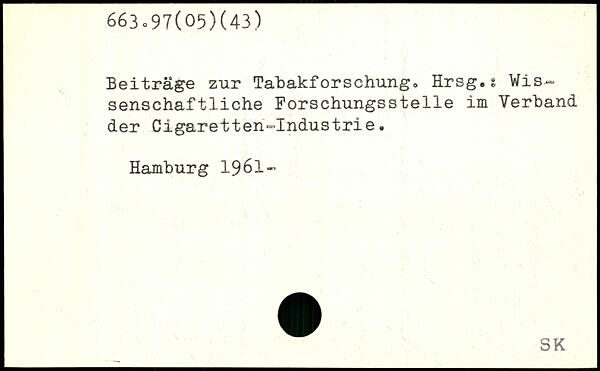 663.97(05)(43)
Beiträge zur Tabakforschung. Hrsg.: Wis-
senschaftliche Forschungsstelle im Verband
der Cigaretten-Industrie.
Hamburg 1961-
SK